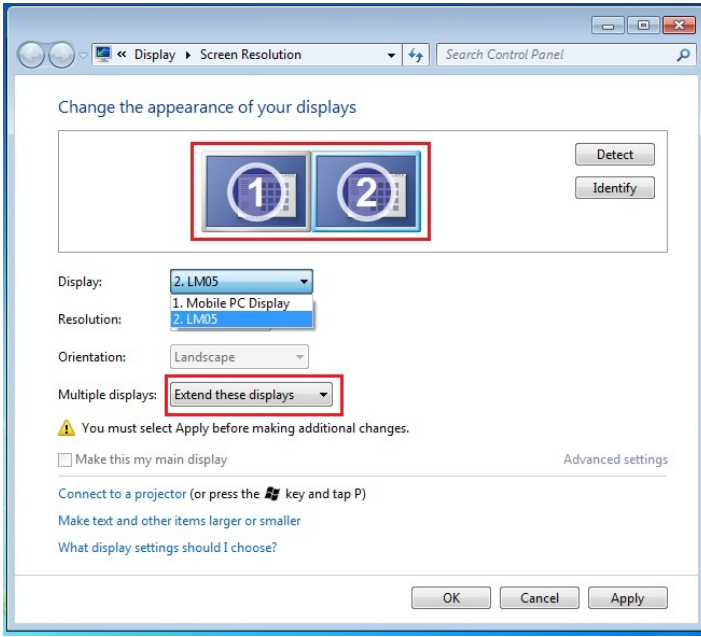 « Display ▸ Screen Resolution
Search Control Panel
Change the appearance of your displays
1
2
Detect
Identify
Display:
2. LM05
1. Mobile PC Display
2. LM05
Resolution:
Orientation:
Landscape
Multiple displays:
Extend these displays
You must select Apply before making additional changes.
Make this my main display
Advanced settings
Connect to a projector (or press the key and tap P)
Make text and other items larger or smaller
What display settings should I choose?
OK
Cancel
Apply